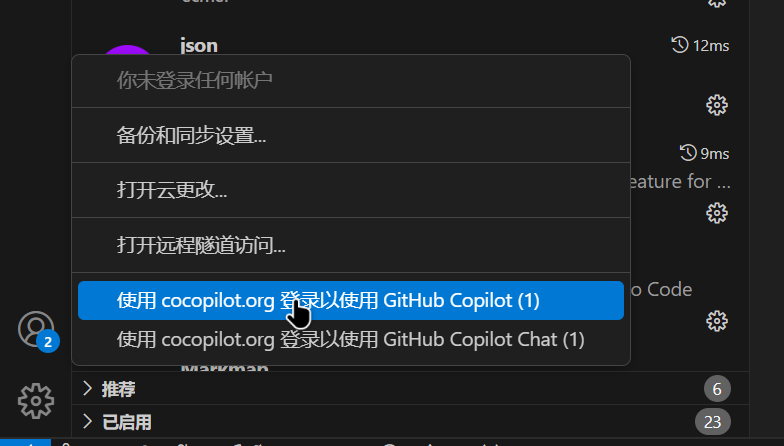 json
12ms
你未登录任何帐户
备份和同步设置...
9ms
eature for ...
打开云更改...
打开远程隧道访问...
o Code
使用 cocopilot.org 登录以使用 GitHub Copilot (1)
2
使用 cocopilot.org 登录以使用 GitHub Copilot Chat (1)
Markmap
推荐
6
已启用
23